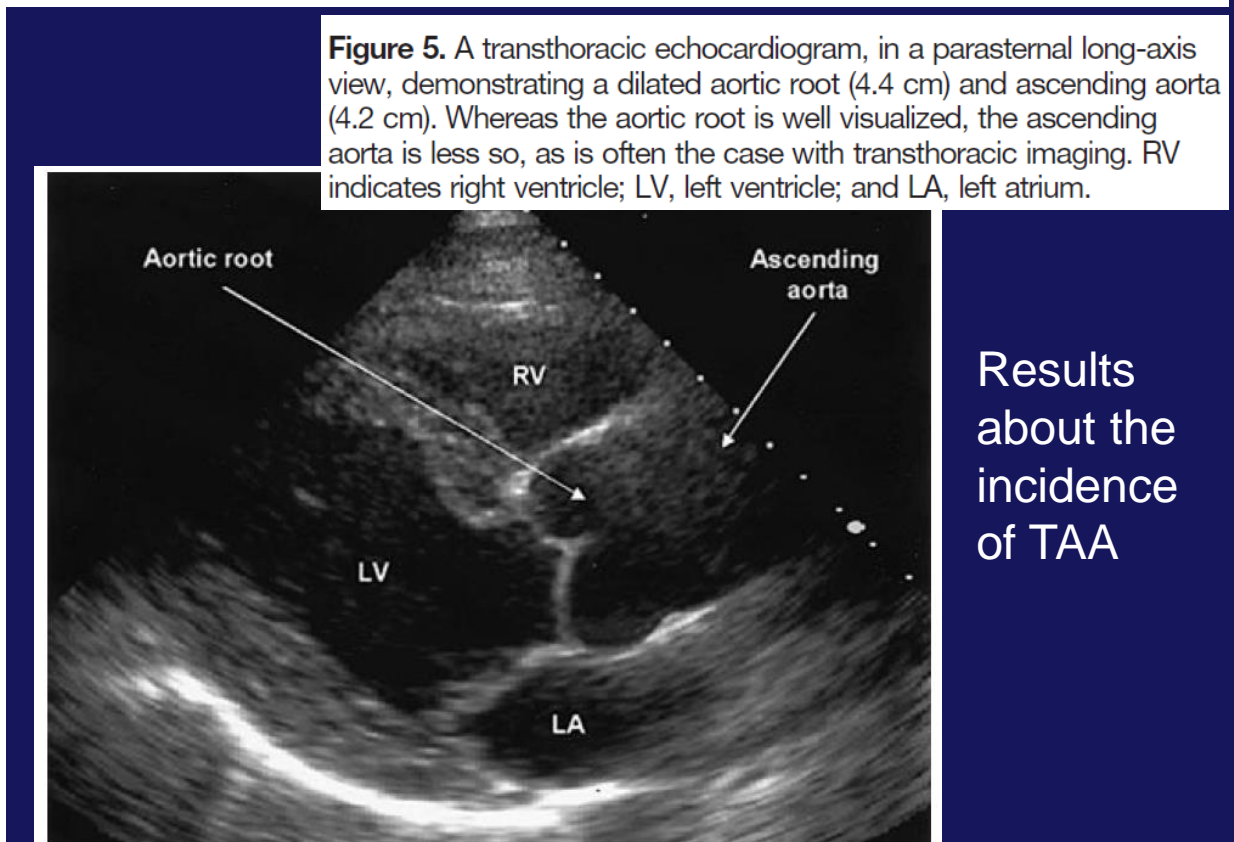 Figure 5. A transthoracic echocardiogram, in a parasternal long-axis
view, demonstrating a dilated aortic root (4.4 cm) and ascending aorta
(4.2 cm). Whereas the aortic root is well visualized, the ascending
aorta is less so, as is often the case with transthoracic imaging. RV
indicates right ventricle; LV, left ventricle; and LA, left atrium.
Aortic root
Ascending
aorta
RV
LV
LA
Results
about the
incidence
of TAA